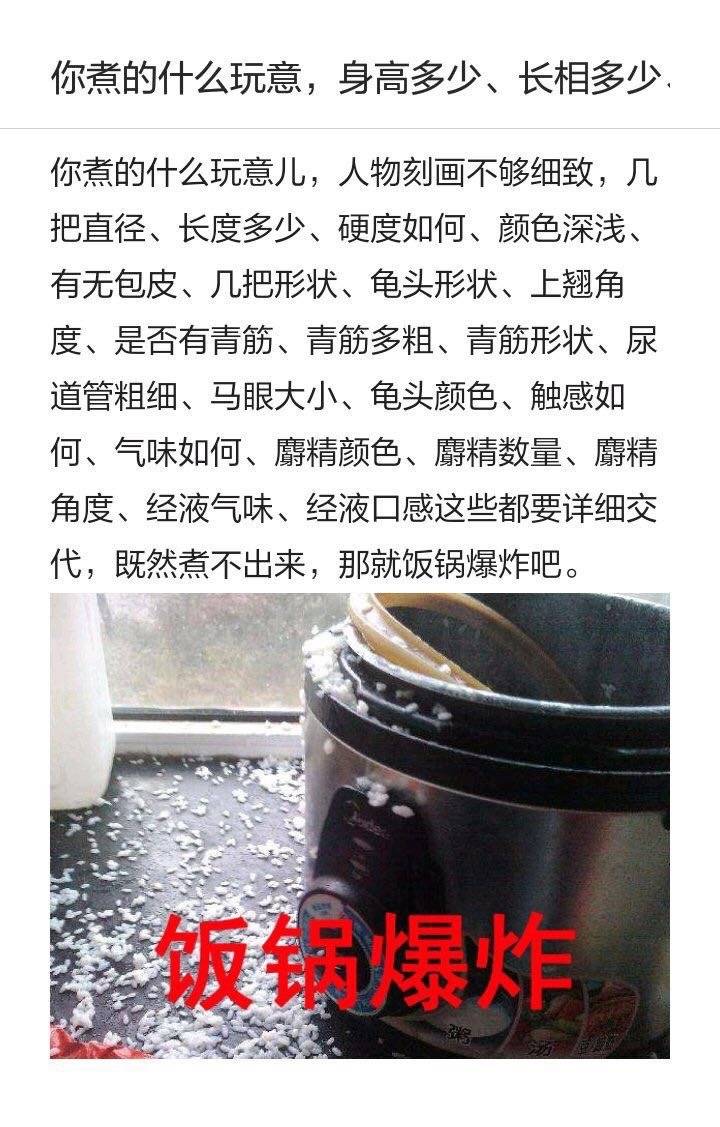 你煮的什么玩意，身高多少、长相多少、
你煮的什么玩意儿，人物刻画不够细致，几
把直径、长度多少、硬度如何、颜色深浅、
有无包皮、几把形状、龟头形状、上翘角
度、是否有青筋、青筋多粗、青筋形状、尿
道管粗细、马眼大小、龟头颜色、触感如
何、气味如何、麝精颜色、麝精数量、麝精
角度、经液气味、经液口感这些都要详细交
代，既然煮不出来，那就饭锅爆炸吧。
Midea
饭锅爆炸
粥
汤